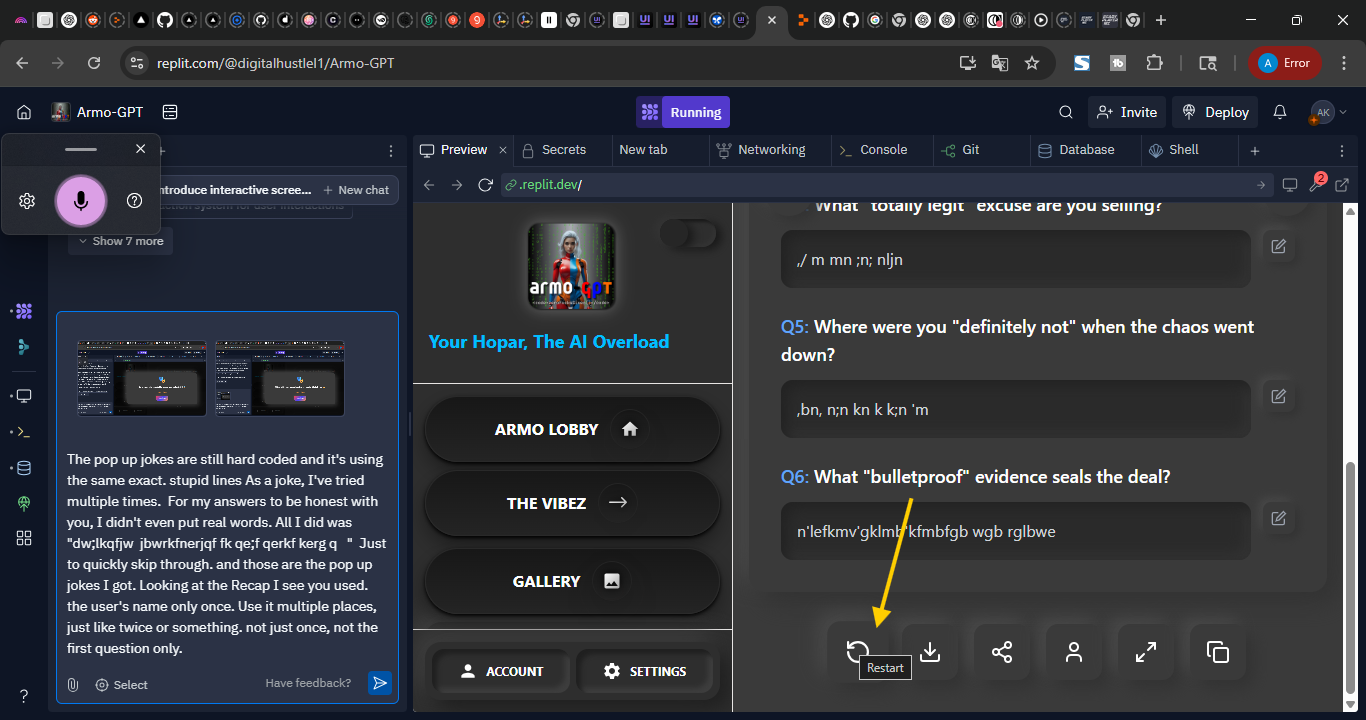 replit.com/@digitalhustlel1/Armo-GPT
A
Error
Armo-GPT
Running
Invite
Deploy
AK
Preview
Secrets
New tab
Networking
Console
Git
Database
Shell
ntroduce interactive scree...
New chat
Show 7 more
.replit.dev/
2
armo-GPT
Your Hopar, The AI Overload
ARMO LOBBY
THE VIBEZ
GALLERY
ACCOUNT
SETTINGS
The pop up jokes are still hard coded and it's using
the same exact. stupid lines As a joke, I've tried
multiple times.  For my answers to be honest with
you, I didn't even put real words. All I did was
"dw;lkqfjw  jbwrkfnerjqf fk qe;f qerkf kerg q   "  Just
to quickly skip through. and those are the pop up
jokes I got. Looking at the Recap I see you used.
the user's name only once. Use it multiple places,
just like twice or something. not just once, not the
first question only.
Select
Have feedback?
?
What "totally legit" excuse are you selling?
,/ m mn ;n; nljn
Q5: Where were you "definitely not" when the chaos went
down?
,bn, n;n kn k k;n 'm
Q6: What "bulletproof" evidence seals the deal?
n'lefkmv'gklmb'kfmbfgb wgb rglbwe
Restart